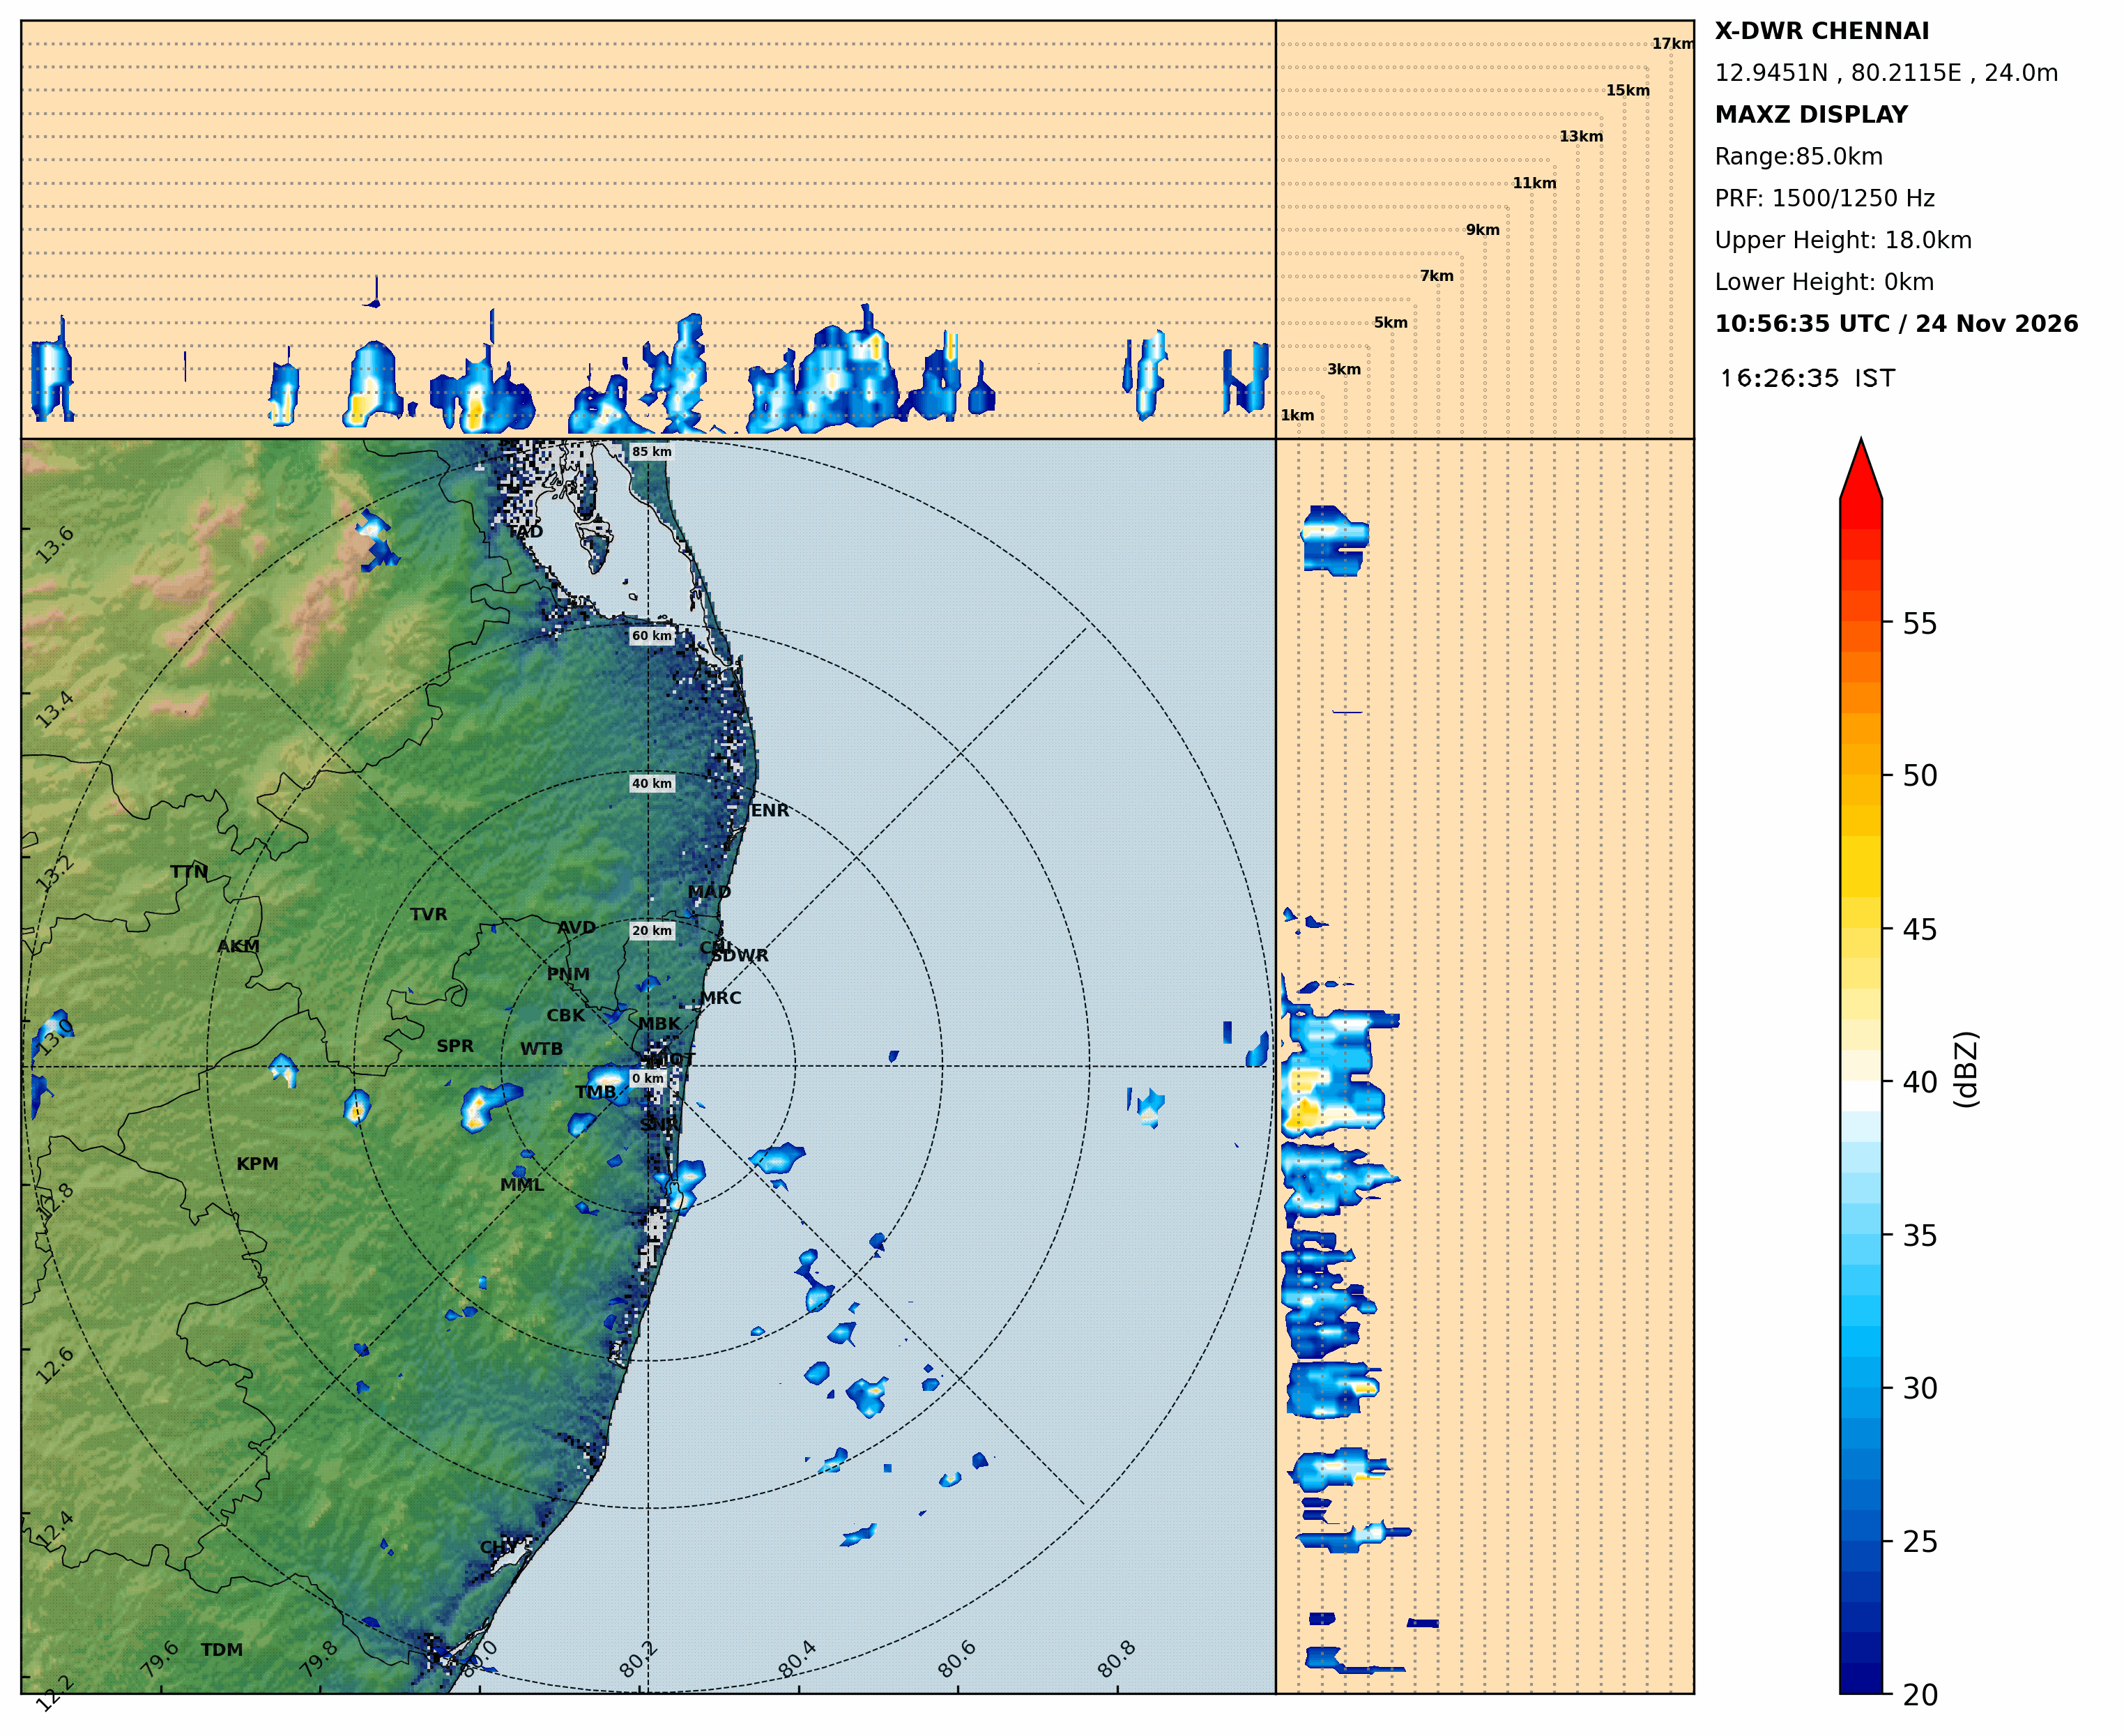 X-DWR CHENNAI
12.9451N , 80.2115E , 24.0m
MAXZ DISPLAY
Range:85.0km
PRF: 1500/1250 Hz
Upper Height: 18.0km
Lower Height: 0km
10:56:35 UTC / 24 Nov 2026
16:26:35 IST
17km
15km
13km
11km
9km
7km
5km
3km
1km
85 km
TAD
13.6
60 km
13.4
40 km
ENR
13.2
TTN
MAD
TVR
AVD
20 km
AKM
SDWR
PNM
MRC
CBK
MBK
13.0
SPR
WTB
0 km
TMB
SNR
KPM
MML
12.8
12.6
12.4
CHY
TDM
12.2
79.6
79.8
80.0
80.2
80.4
80.6
80.8
55
50
45
40
35
30
25
20
(dBZ)